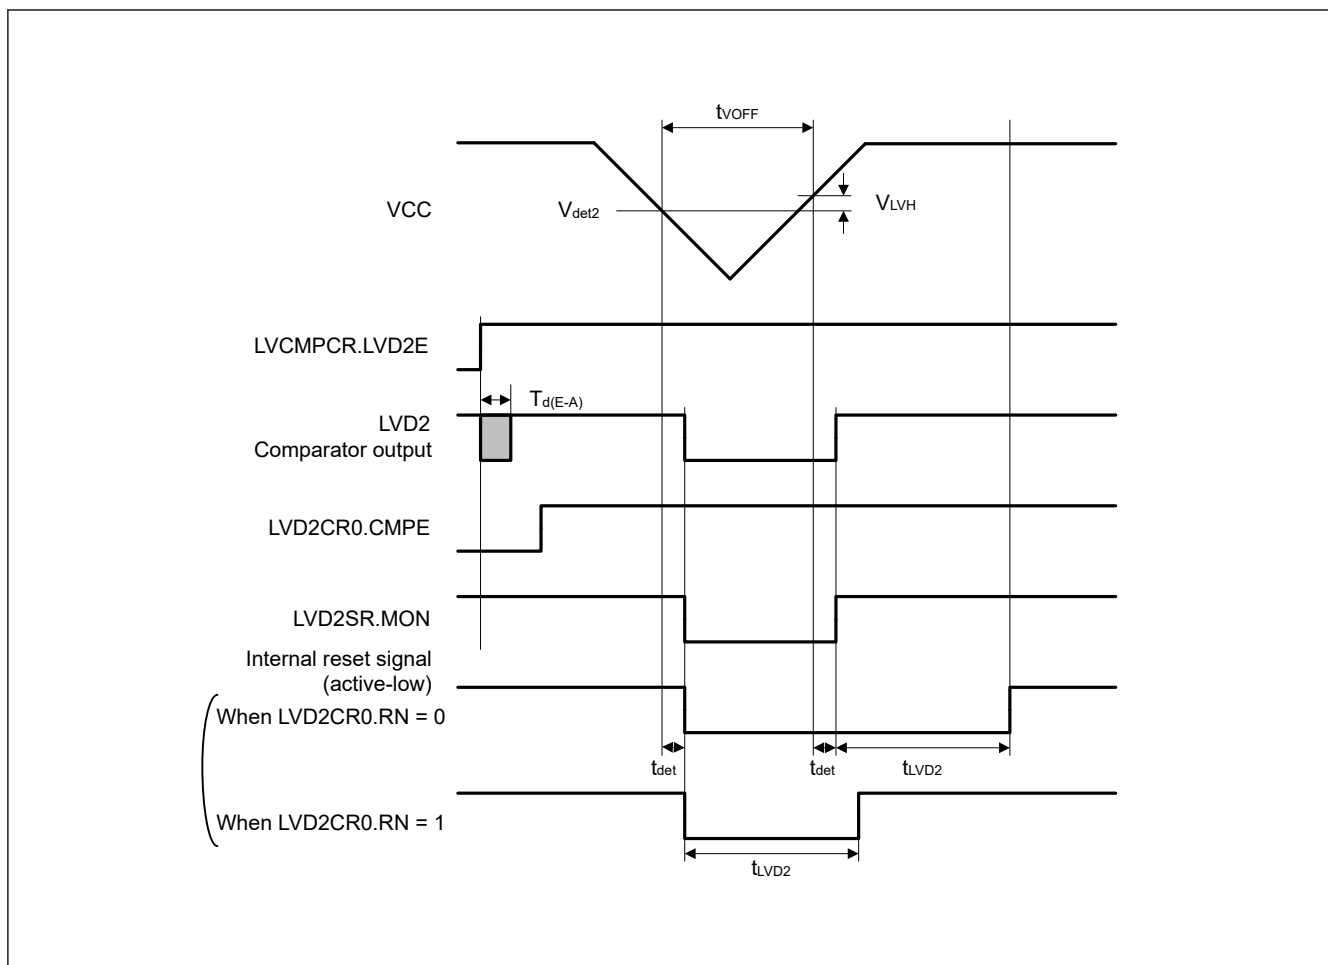 tVOFF
VCC
Vdet2
VLVH
LVCMPCR.LVD2E
Td(E-A)
LVD2
Comparator output
LVD2CR0.CMPE
LVD2SR.MON
Internal reset signal
(active-low)
When LVD2CR0.RN = 0
tdet
tdet
tLVD2
When LVD2CR0.RN = 1
tLVD2